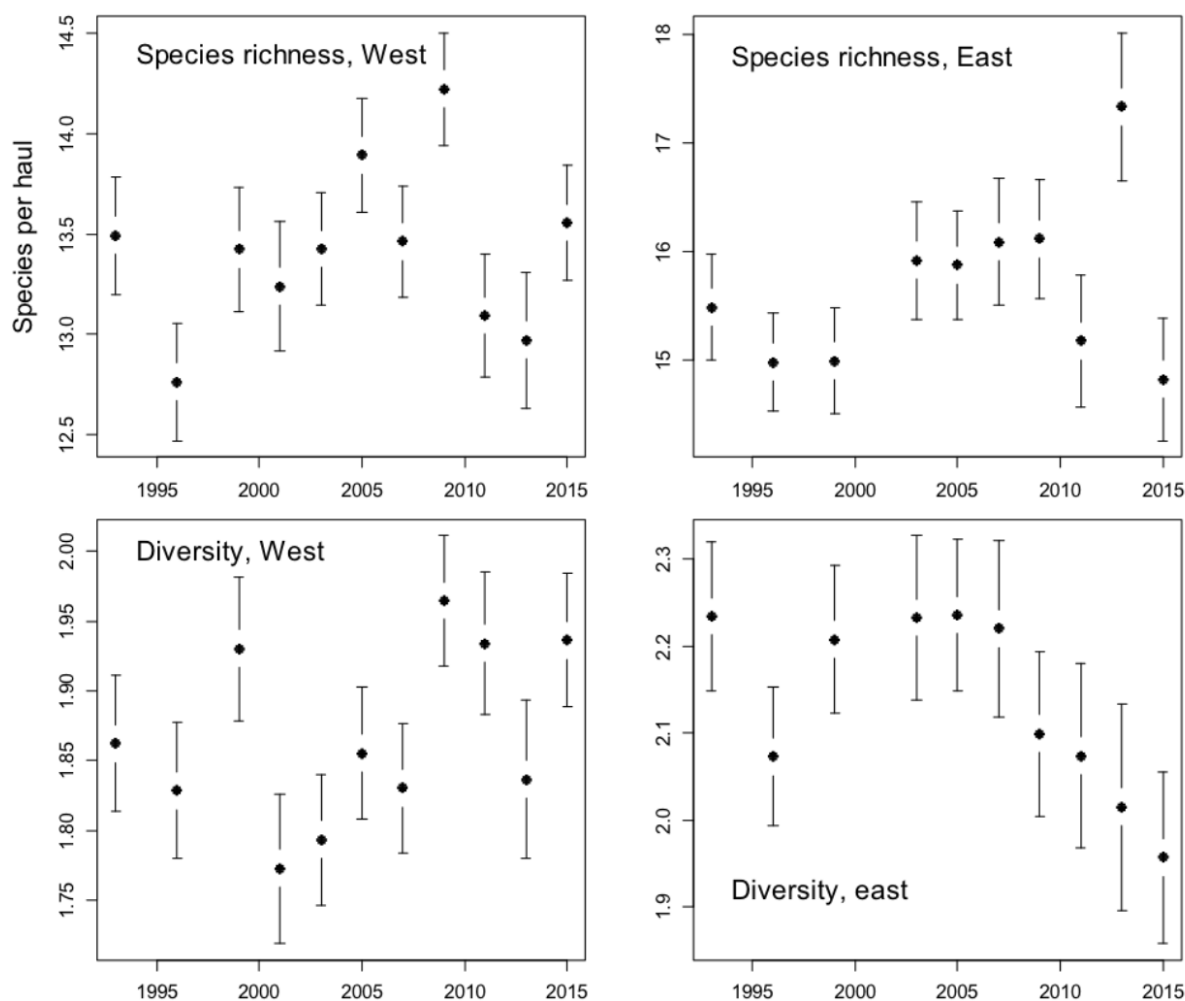 Species richness, West
Species per haul
14.5
14.0
13.5
13.0
12.5
1995 2000 2005 2010 2015
Species richness, East
18
17
16
15
1995 2000 2005 2010 2015
Diversity, West
2.00
1.95
1.90
1.85
1.80
1.75
1995 2000 2005 2010 2015
Diversity, east
2.3
2.2
2.1
2.0
1.9
1995 2000 2005 2010 2015